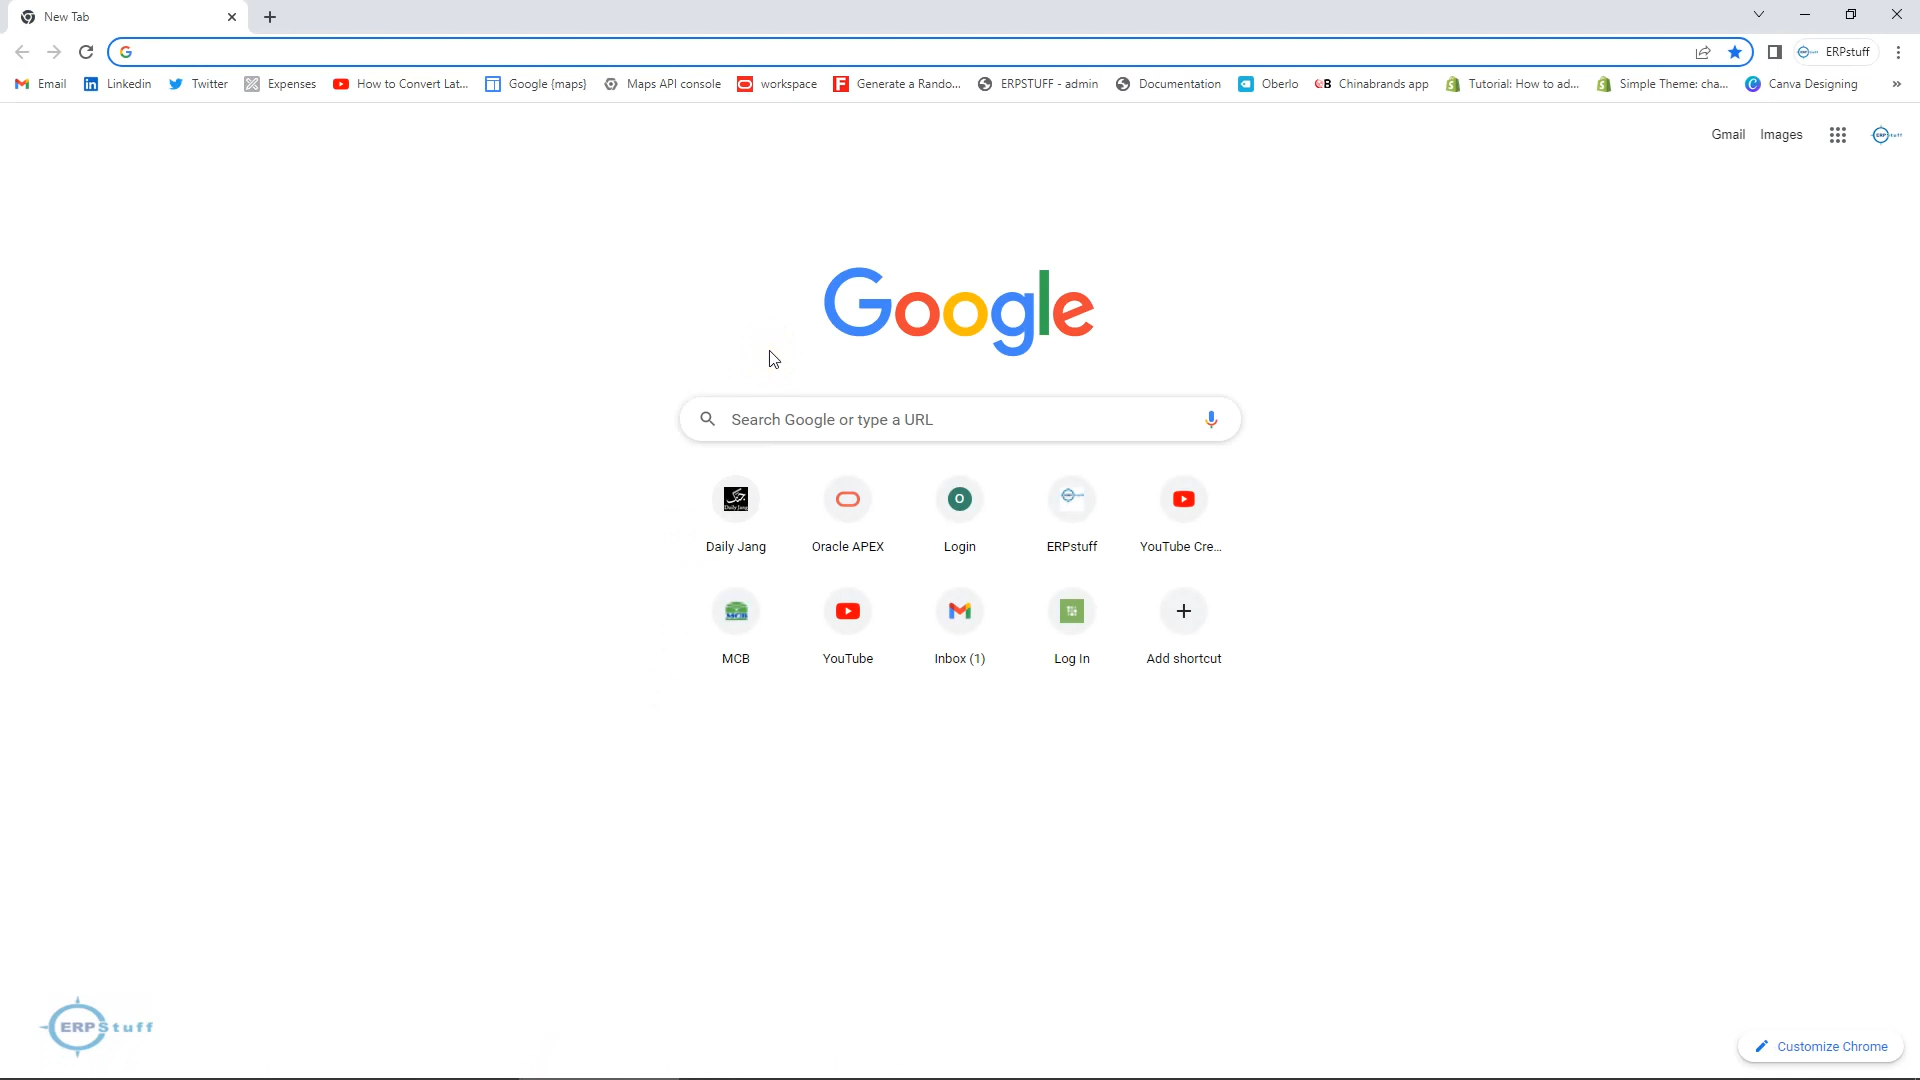 New Tab
ERPstuff
Email Linkedin Twitter Expenses How to Convert Lat... Google {maps} Maps API console workspace Generate a Rando... ERPSTUFF - admin Documentation Oberlo CB Chinabrands app Tutorial: How to ad... Simple Theme: cha... Canva Designing »
Gmail Images
Google
Search Google or type a URL
Daily Jang Oracle APEX Login ERPstuff YouTube Cre...
MCB YouTube Inbox (1) Log In Add shortcut
ERPStuff
Customize Chrome